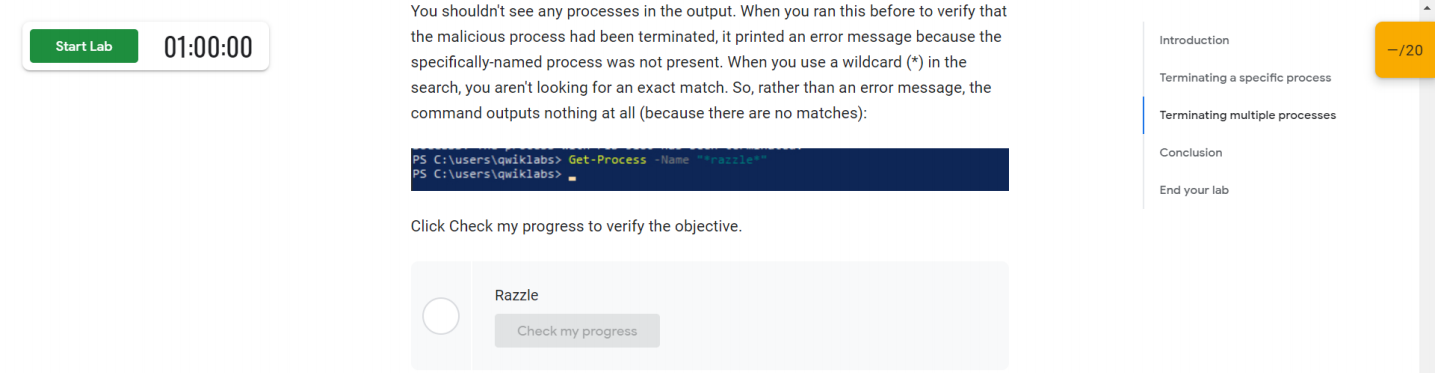 You shouldn't see any processes in the output. When you ran this before to verify that
Start Lab
01:00:00
the malicious process had been terminated, it printed an error message because the
specifically-named process was not present. When you use a wildcard (*) in the
search, you aren't looking for an exact match. So, rather than an error message, the
command outputs nothing at all (because there are no matches):
PS C:\users\qwiklabs> Get-Process -Name "*razzle*"
PS C:\users\qwiklabs>
Click Check my progress to verify the objective.
Razzle
Check my progress
Introduction
Terminating a specific process
Terminating multiple processes
Conclusion
End your lab
—/20